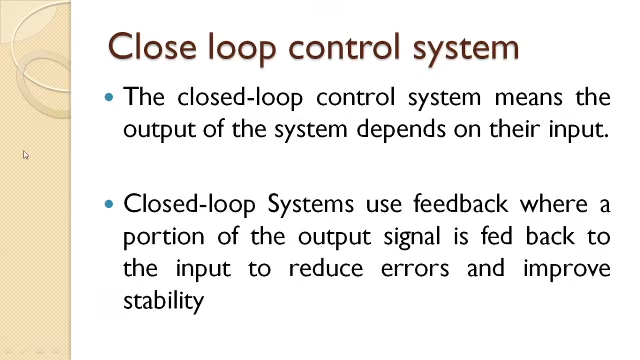 Close loop control system
The closed-loop control system means the
output of the system depends on their input.
Closed-loop Systems use feedback where a
portion of the output signal is fed back to
the input to reduce errors and improve
stability